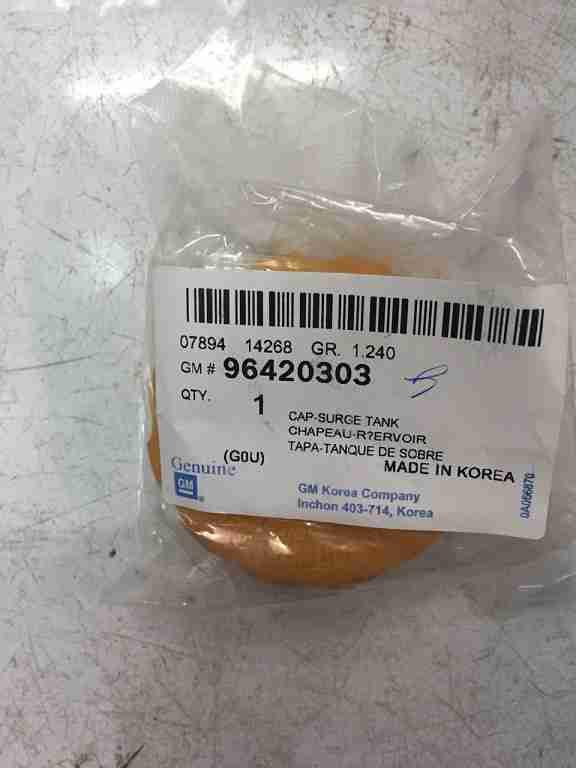 07894 14268 GR. 1.240
GM # 96420303
QTY. 1
CAP-SURGE TANK
CHAPEAU-R?ERVOIR
TAPA-TANQUE DE SOBRE
(G0U) MADE IN KOREA
Genuine
GM
®
GM Korea Company
Inchon 403-714, Korea